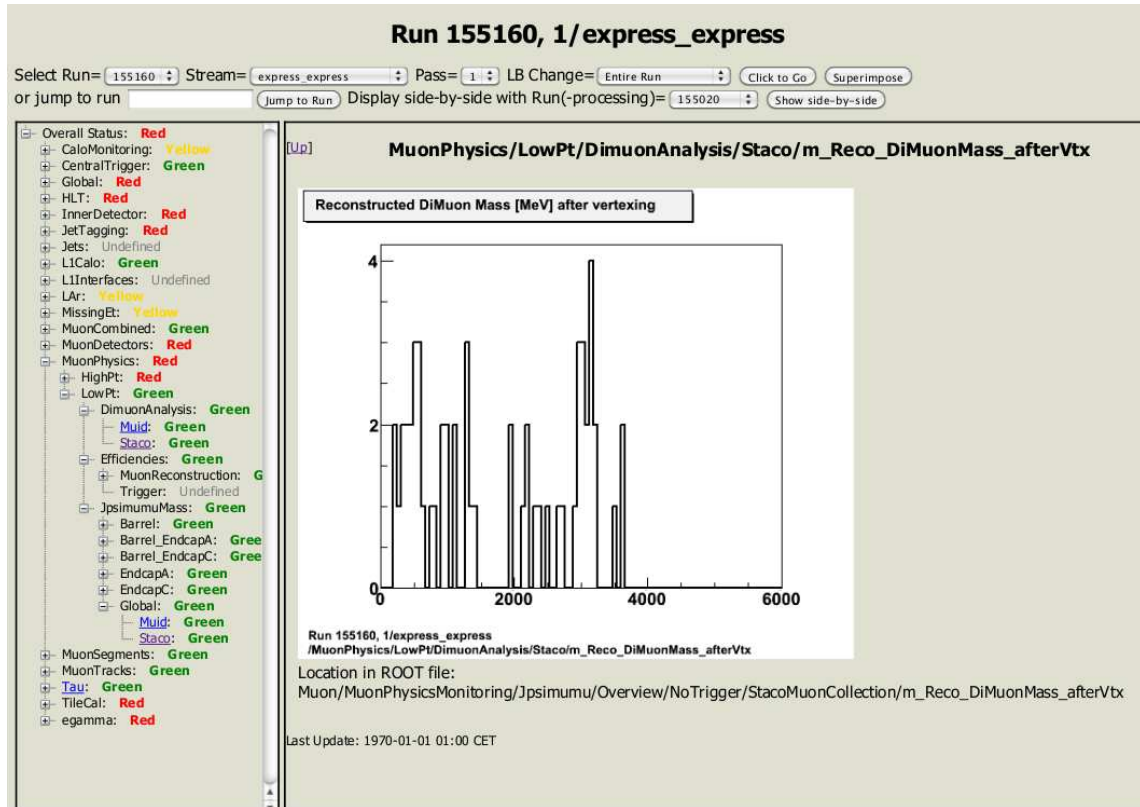 Run 155160, 1/express_express
Select Run= 155160 Stream= express_express Pass= 1 LB Change= Entire Run Click to Go Superimpose
or jump to run Jump to Run Display side-by-side with Run(-processing)= 155020 Show side-by-side
Overall Status: Red
CaloMonitoring: Yellow
CentralTrigger: Green
Global: Red
HLT: Red
InnerDetector: Red
JetTagging: Red
Jets: Undefined
L1Calo: Green
L1Interfaces: Undefined
LAr: Yellow
MissingEt: Yellow
MuonCombined: Green
MuonDetectors: Red
MuonPhysics: Red
HighPt: Red
LowPt: Green
DimuonAnalysis: Green
Muid: Green
Staco: Green
Efficiencies: Green
MuonReconstruction: G
Trigger: Undefined
JpsimumuMass: Green
Barrel: Green
Barrel_EndcapA: Gree
Barrel_EndcapC: Gree
EndcapA: Green
EndcapC: Green
Global: Green
Muid: Green
Staco: Green
MuonSegments: Green
MuonTracks: Green
Tau: Green
TileCal: Red
egamma: Red
[Up] MuonPhysics/LowPt/DimuonAnalysis/Staco/m_Reco_DiMuonMass_afterVtx
Reconstructed DiMuon Mass [MeV] after vertexing
4
2
0
0 2000 4000 6000
Run 155160, 1/express_express
/MuonPhysics/LowPt/DimuonAnalysis/Staco/m_Reco_DiMuonMass_afterVtx
Location in ROOT file:
Muon/MuonPhysicsMonitoring/Jpsimumu/Overview/NoTrigger/StacoMuonCollection/m_Reco_DiMuonMass_afterVtx
Last Update: 1970-01-01 01:00 CET